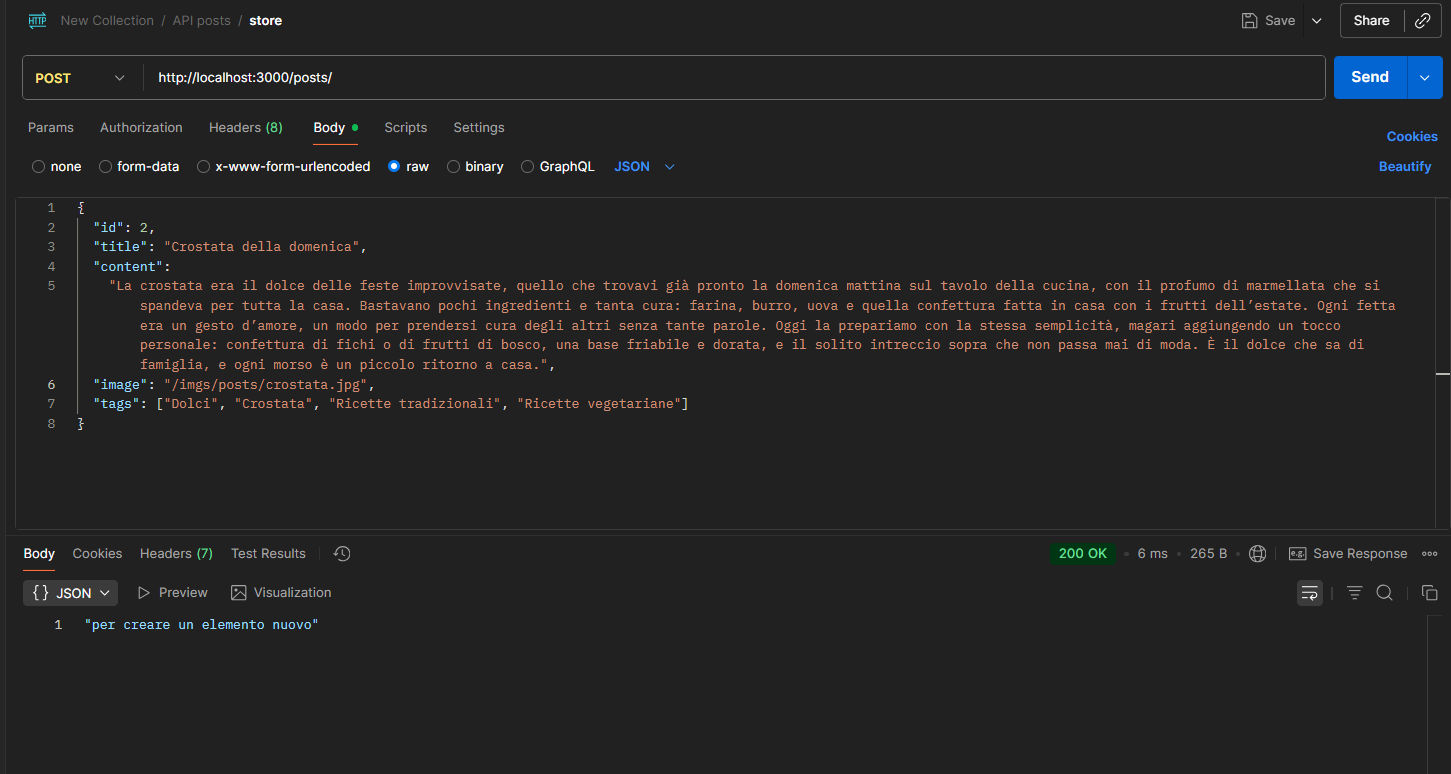 New Collection / API posts / store
Save
Share
POST
http://localhost:3000/posts/
Send
Params Authorization Headers (8) Body Scripts Settings
Cookies
none form-data x-www-form-urlencoded raw binary GraphQL JSON
Beautify
1 {
2 "id": 2,
3 "title": "Crostata della domenica",
4 "content":
5 "La crostata era il dolce delle feste improvvisate, quello che trovavi già pronto la domenica mattina sul tavolo della cucina, con il profumo di marmellata che si
spandeva per tutta la casa. Bastavano pochi ingredienti e tanta cura: farina, burro, uova e quella confettura fatta in casa con i frutti dell’estate. Ogni fetta
era un gesto d’amore, un modo per prendersi cura degli altri senza tante parole. Oggi la prepariamo con la stessa semplicità, magari aggiungendo un tocco
personale: confettura di fichi o di frutti di bosco, una base friabile e dorata, e il solito intreccio sopra che non passa mai di moda. È il dolce che sa di
famiglia, e ogni morso è un piccolo ritorno a casa.",
6 "image": "/imgs/posts/crostata.jpg",
7 "tags": ["Dolci", "Crostata", "Ricette tradizionali", "Ricette vegetariane"]
8 }
Body Cookies Headers (7) Test Results
200 OK • 6 ms • 265 B • e.g. Save Response
{} JSON Preview Visualization
1 "per creare un elemento nuovo"